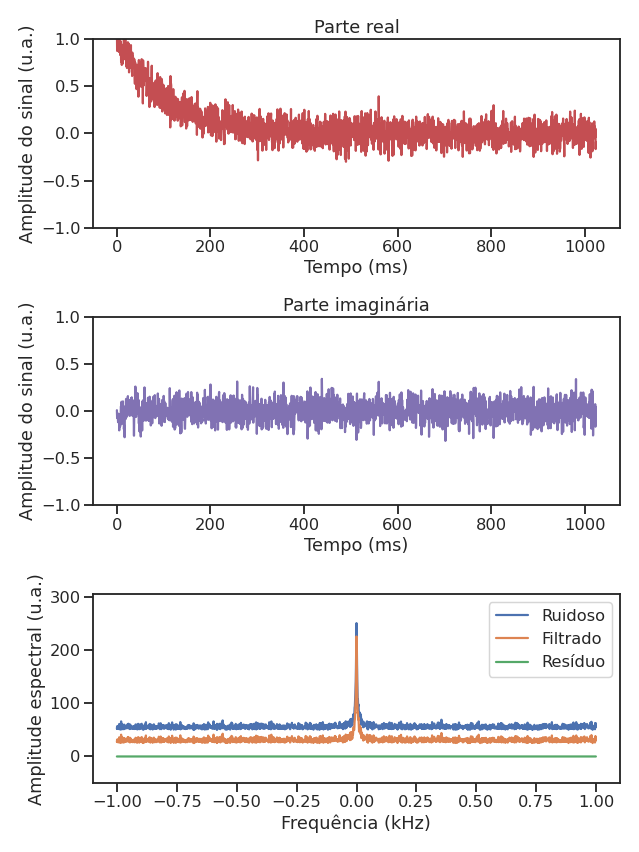 Parte real
Amplitude do sinal (u.a.)
1.0
0.5
0.0
−0.5
−1.0
0 200 400 600 800 1000
Tempo (ms)
Parte imaginária
Amplitude do sinal (u.a.)
1.0
0.5
0.0
−0.5
−1.0
0 200 400 600 800 1000
Tempo (ms)
Amplitude espectral (u.a.)
300
200
100
0
Ruidoso
Filtrado
Resíduo
−1.00 −0.75 −0.50 −0.25 0.00 0.25 0.50 0.75 1.00
Frequência (kHz)